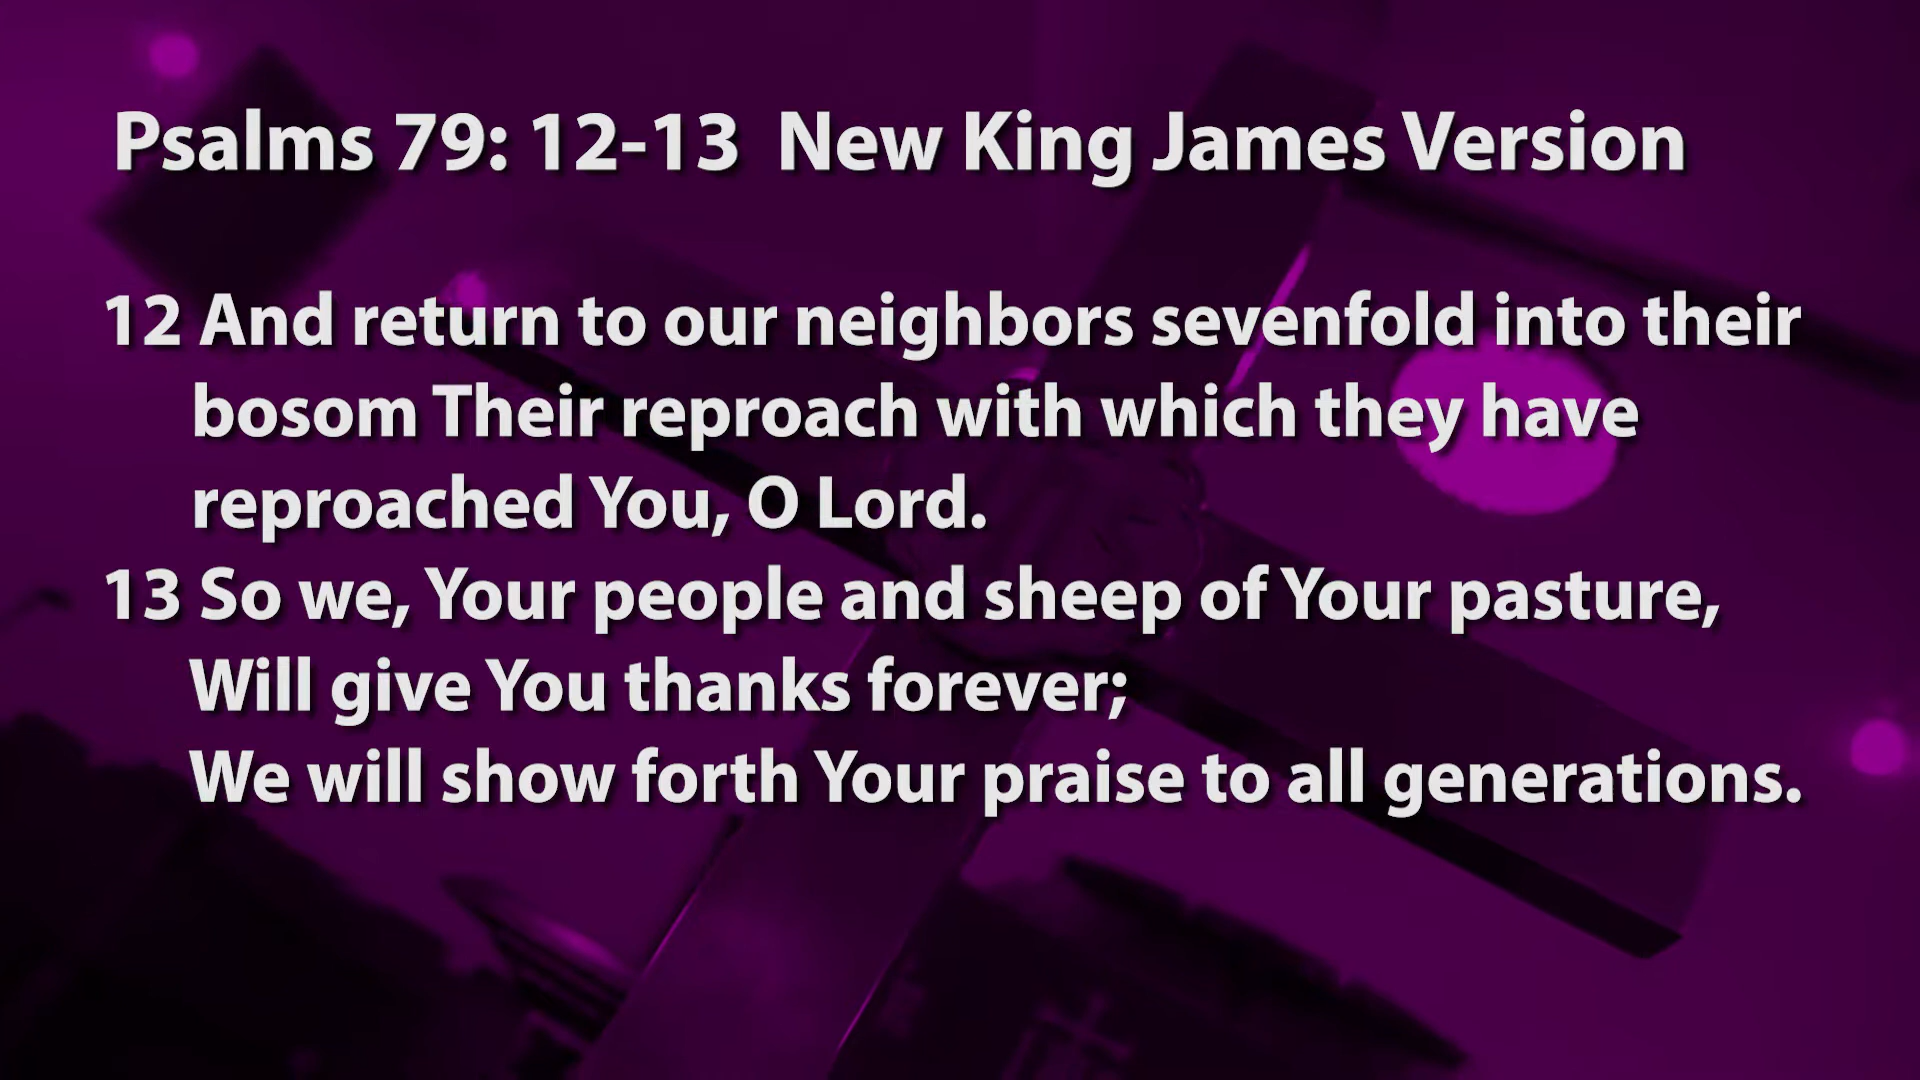 Psalms 79: 12-13  New King James Version
12 And return to our neighbors sevenfold into their
bosom Their reproach with which they have
reproached You, O Lord.
13 So we, Your people and sheep of Your pasture,
Will give You thanks forever;
We will show forth Your praise to all generations.